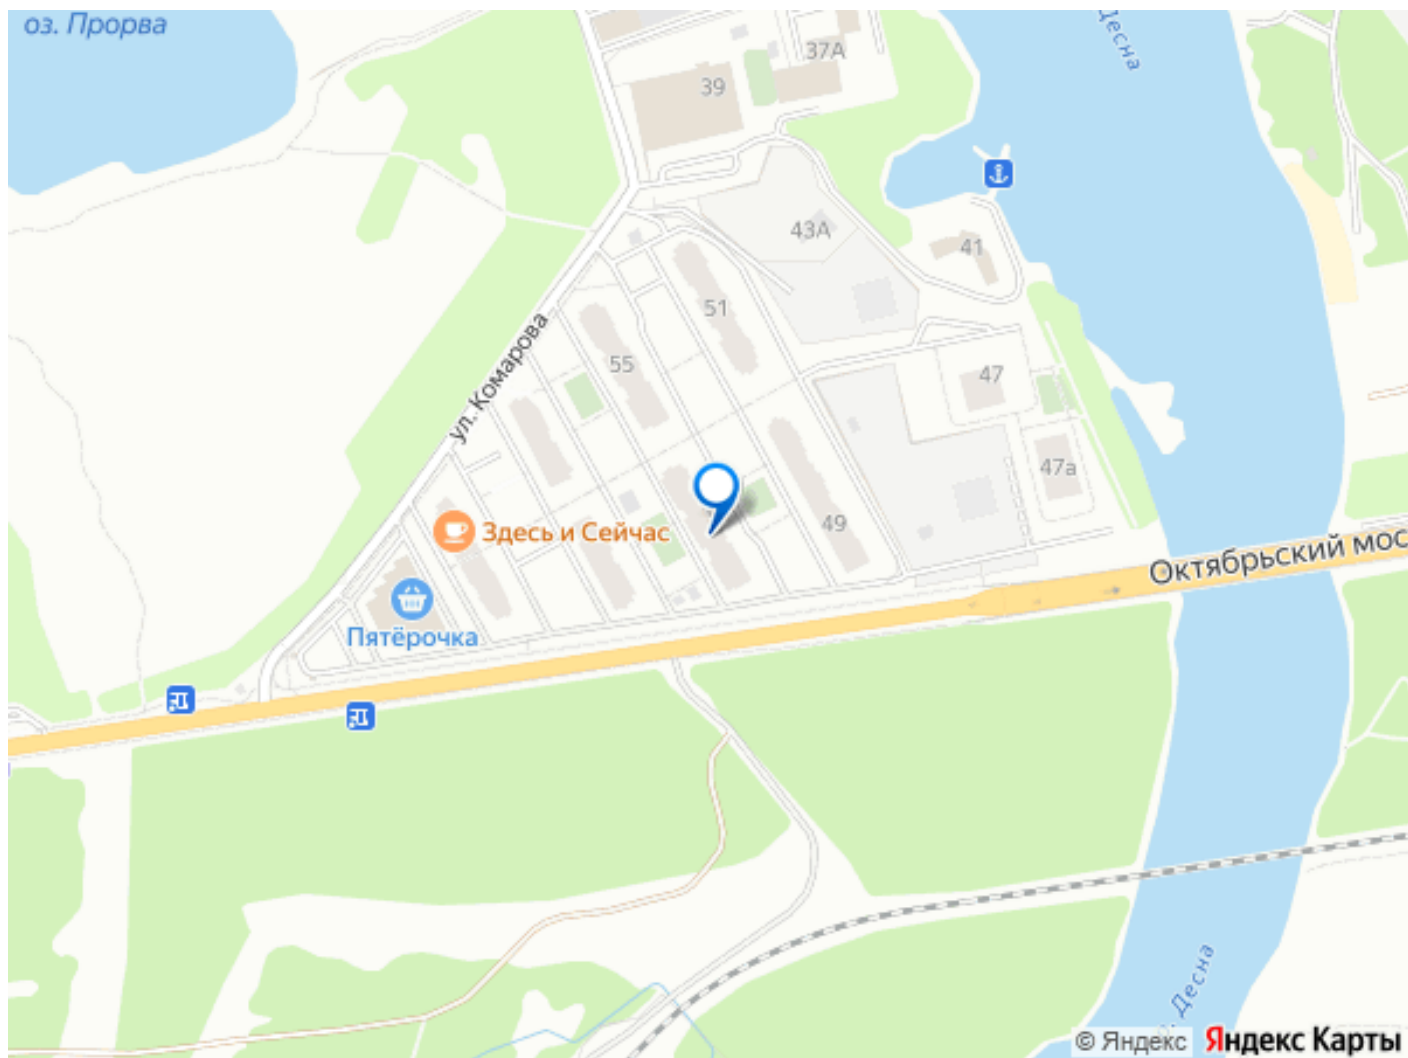 оз. Прорва
Десна
37А
39
43А
41
51
55
ул. Комарова
47
47а
49
Здесь и Сейчас
Октябрьский мос
Пятёрочка
р. Десна
© Яндекс
Яндекс Карты